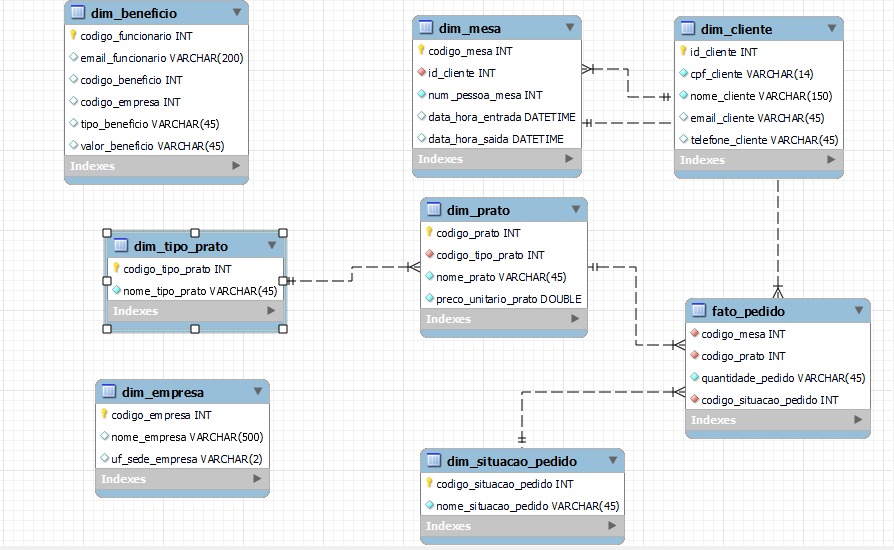 dim_beneficio
codigo_funcionario INT
email_funcionario VARCHAR(200)
codigo_beneficio INT
codigo_empresa INT
tipo_beneficio VARCHAR(45)
valor_beneficio VARCHAR(45)
Indexes
dim_mesa
codigo_mesa INT
id_cliente INT
num_pessoa_mesa INT
data_hora_entrada DATETIME
data_hora_saida DATETIME
Indexes
dim_cliente
id_cliente INT
cpf_cliente VARCHAR(14)
nome_cliente VARCHAR(150)
email_cliente VARCHAR(45)
telefone_cliente VARCHAR(45)
Indexes
dim_tipo_prato
codigo_tipo_prato INT
nome_tipo_prato VARCHAR(45)
Indexes
dim_prato
codigo_prato INT
codigo_tipo_prato INT
nome_prato VARCHAR(45)
preco_unitario_prato DOUBLE
Indexes
fato_pedido
codigo_mesa INT
codigo_prato INT
quantidade_pedido VARCHAR(45)
codigo_situacao_pedido INT
Indexes
dim_empresa
codigo_empresa INT
nome_empresa VARCHAR(500)
uf_sede_empresa VARCHAR(2)
Indexes
dim_situacao_pedido
codigo_situacao_pedido INT
nome_situacao_pedido VARCHAR(45)
Indexes